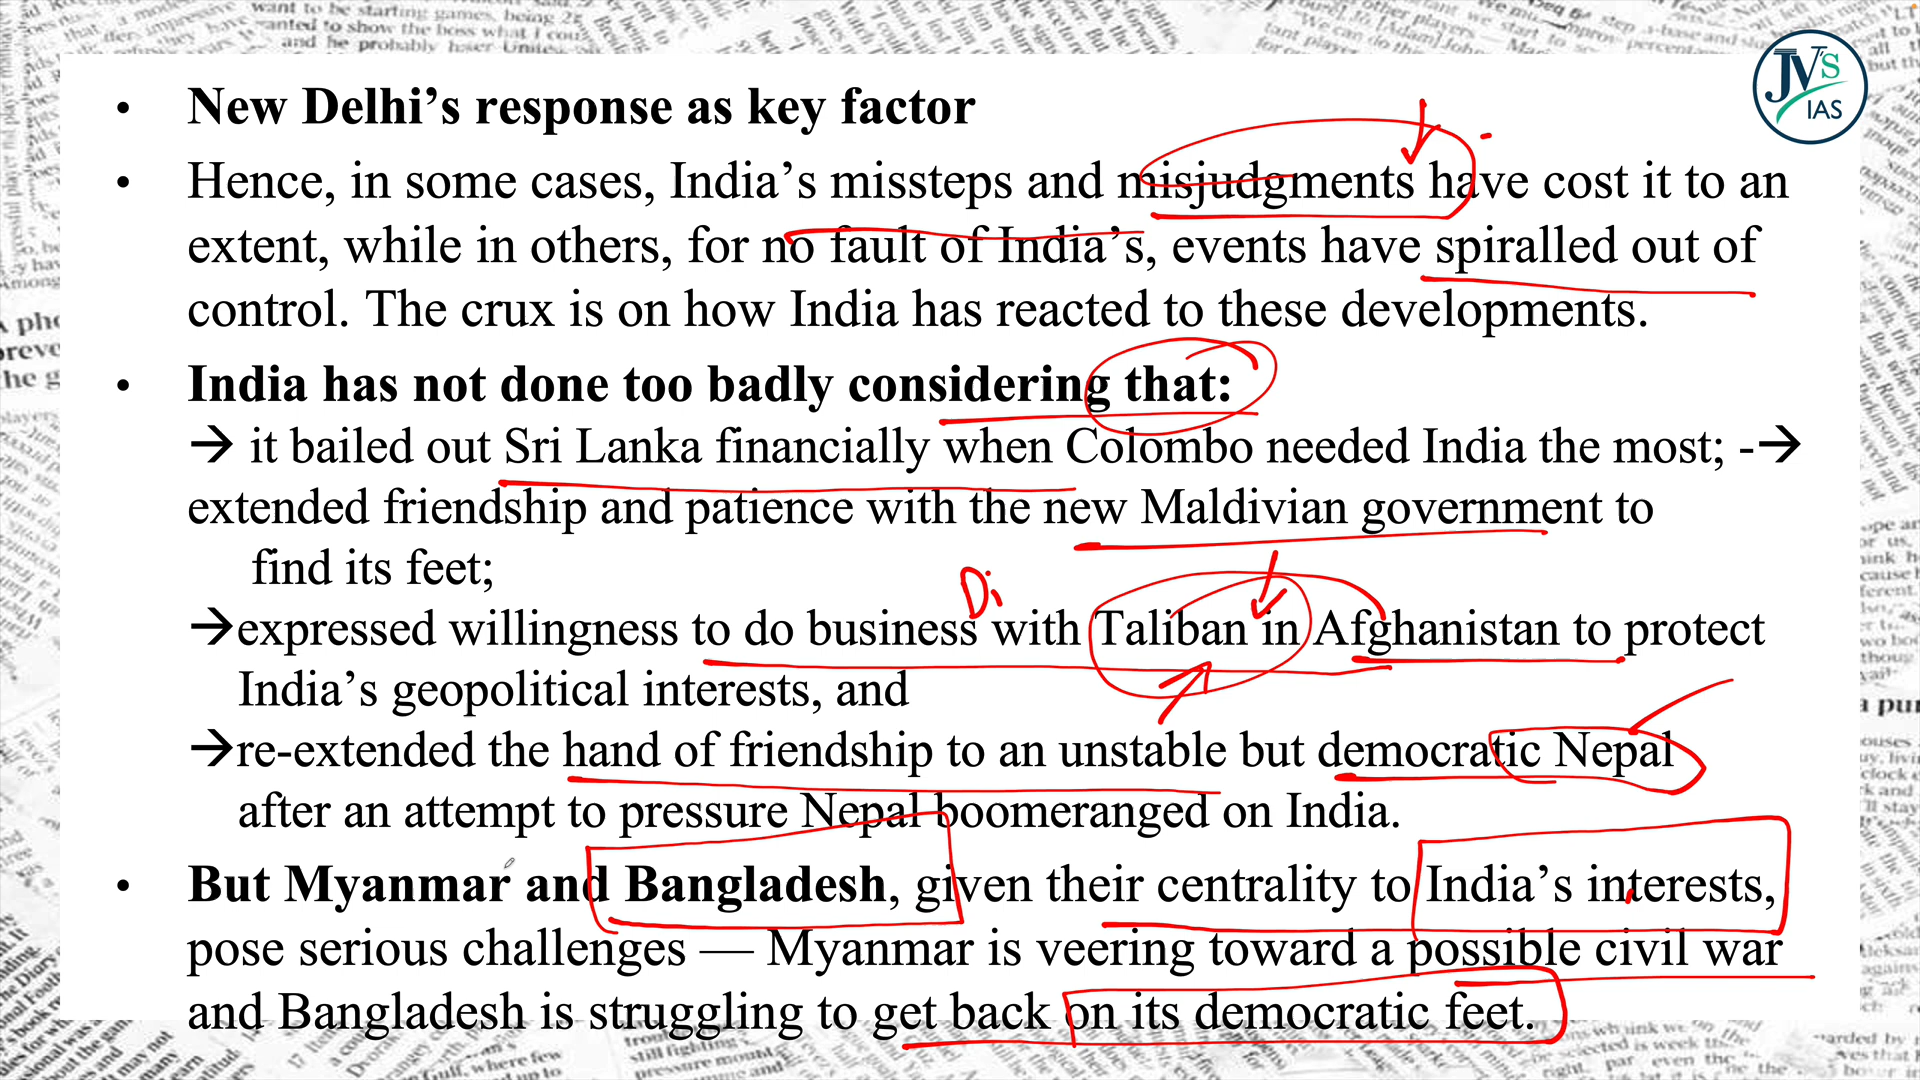 JV'S
IAS
• New Delhi’s response as key factor
• Hence, in some cases, India’s missteps and misjudgments have cost it to an
extent, while in others, for no fault of India’s, events have spiralled out of
control. The crux is on how India has reacted to these developments.
• India has not done too badly considering that:
→ it bailed out Sri Lanka financially when Colombo needed India the most; -→
extended friendship and patience with the new Maldivian government to
find its feet;
Di
→expressed willingness to do business with Taliban in Afghanistan to protect
India’s geopolitical interests, and
→re-extended the hand of friendship to an unstable but democratic Nepal
after an attempt to pressure Nepal boomeranged on India.
• But Myanmar and Bangladesh, given their centrality to India’s interests,
pose serious challenges — Myanmar is veering toward a possible civil war
and Bangladesh is struggling to get back on its democratic feet.